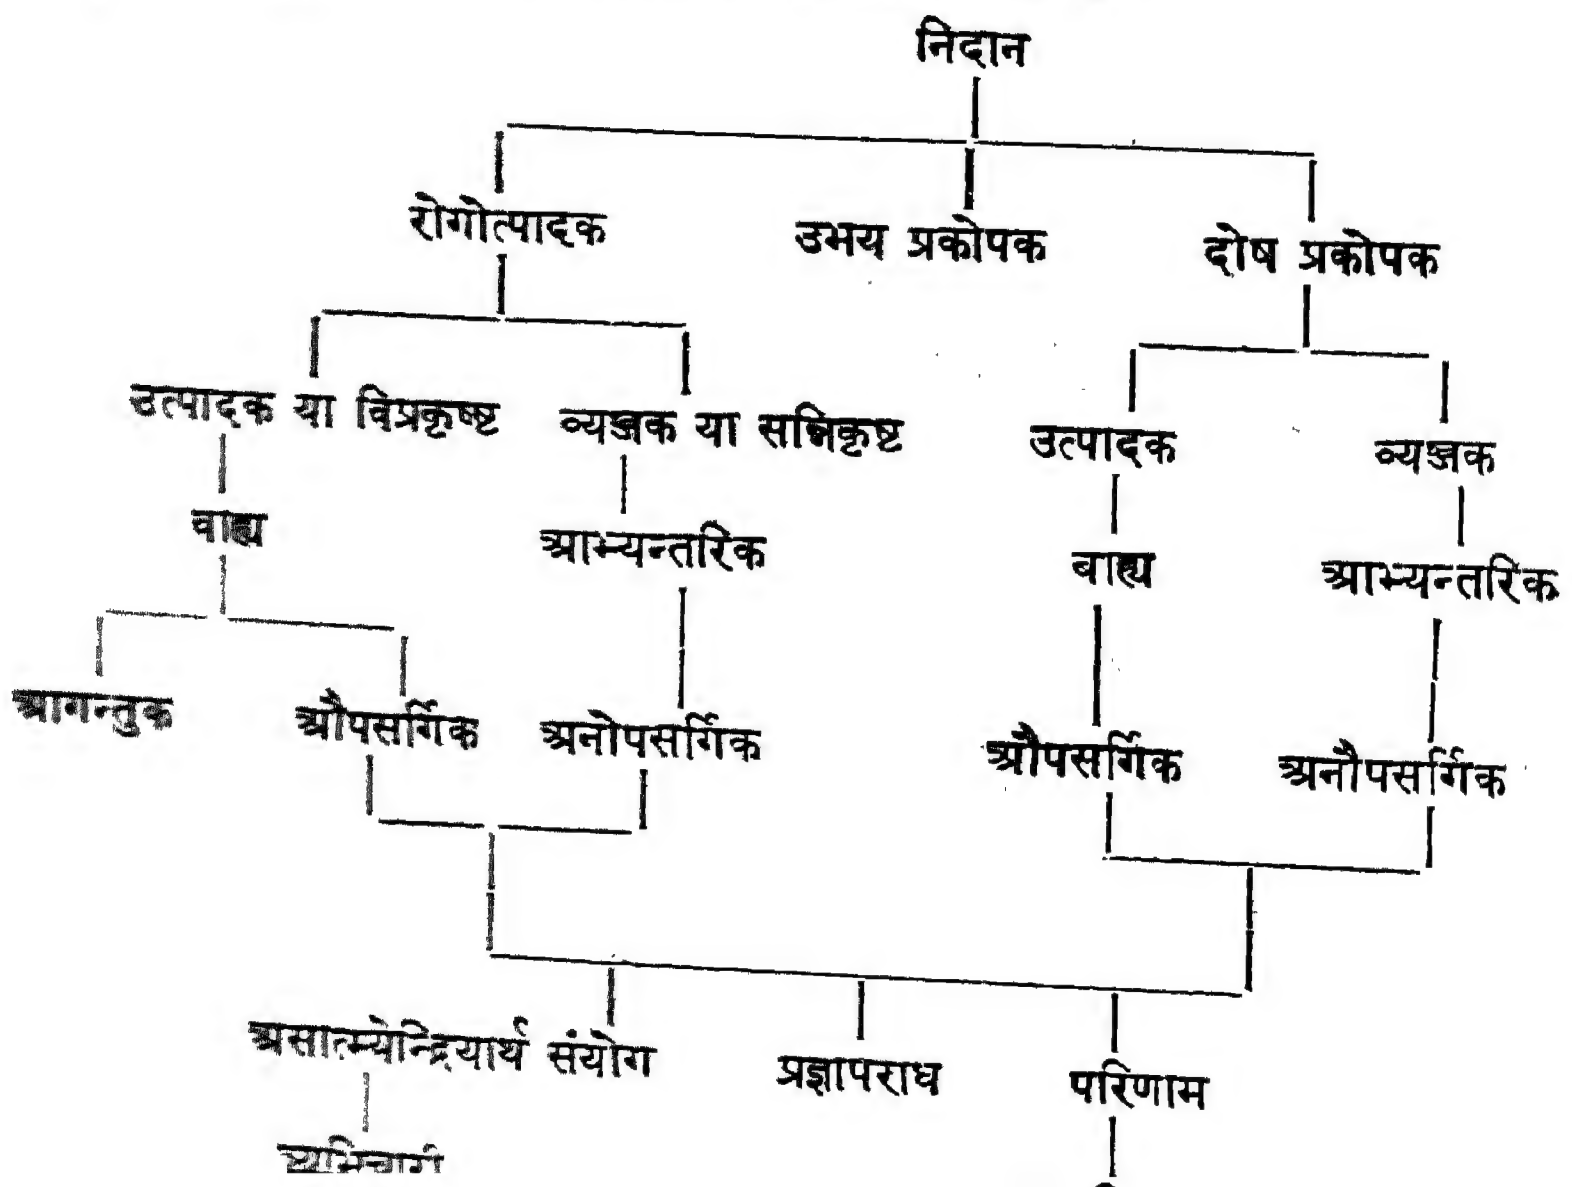 निदान
रोगोत्पादक उभय प्रकोपक दोष प्रकोपक
उत्पादक या विप्रकृष्ट व्यञ्जक या सन्निकृष्ट उत्पादक व्यञ्जक
वाह्य आभ्यन्तरिक बाह्य आभ्यन्तरिक
आगन्तुक औपसर्गिक अनोपसर्गिक औपसर्गिक अनौपसर्गिक
असात्म्येन्द्रियार्थ संयोग प्रज्ञापराध परिणाम